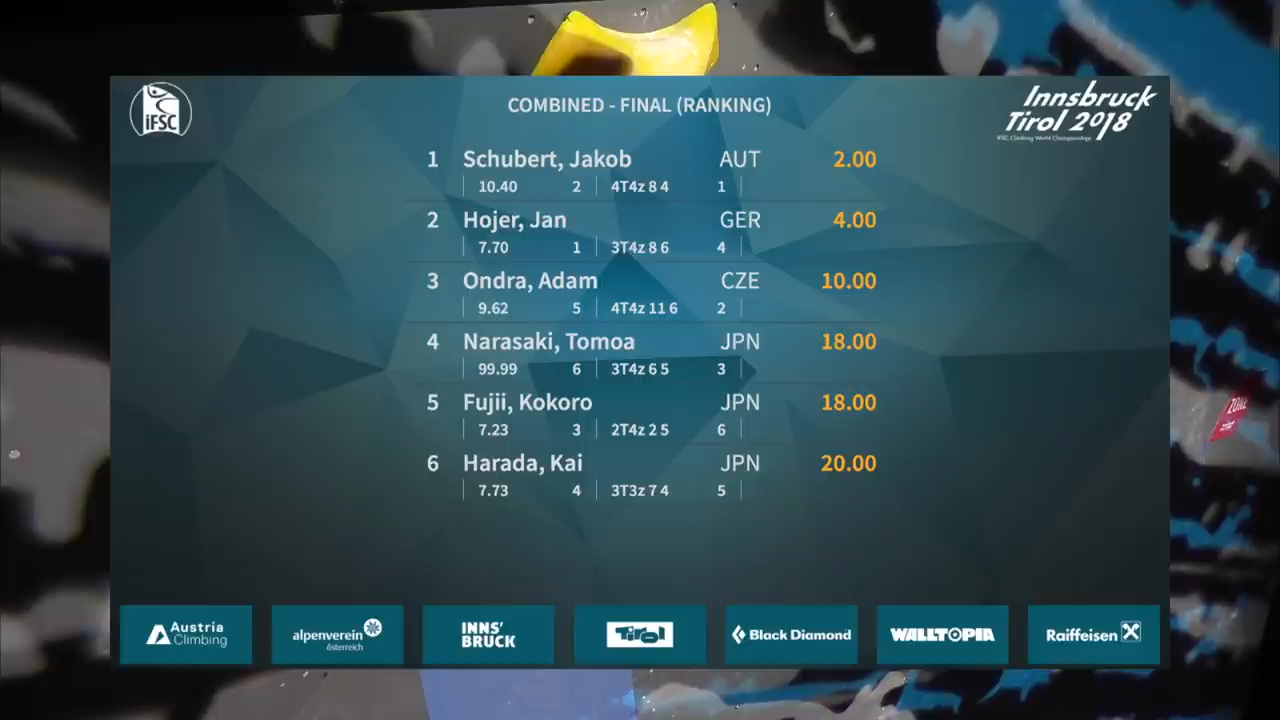 iFSC
COMBINED - FINAL (RANKING)
Innsbruck
Tirol 2018
IFSC Climbing World Championships
1 Schubert, Jakob AUT 2.00
10.40 2 4T4z 8 4 1
2 Hojer, Jan GER 4.00
7.70 1 3T4z 8 6 4
3 Ondra, Adam CZE 10.00
9.62 5 4T4z 11 6 2
4 Narasaki, Tomoa JPN 18.00
99.99 6 3T4z 6 5 3
5 Fujii, Kokoro JPN 18.00
7.23 3 2T4z 2 5 6
6 Harada, Kai JPN 20.00
7.73 4 3T3z 7 4 5
ZONE
Austria
Climbing
alpenverein
österreich
INNS'
BRUCK
Tirol
Black Diamond
WALLTOPIA
Raiffeisen